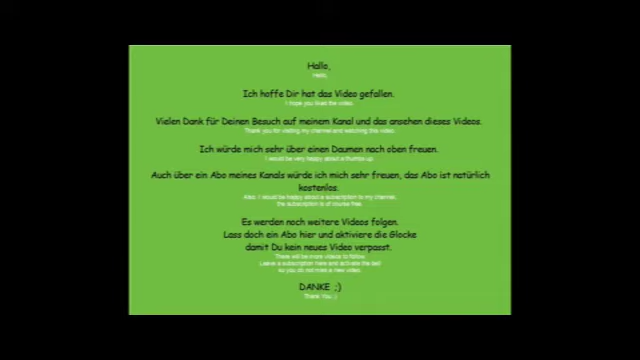 Hallo,
Hello,
Ich hoffe Dir hat das Video gefallen.
I hope you liked the video.
Vielen Dank für Deinen Besuch auf meinem Kanal und das ansehen dieses Videos.
Thank you for visiting my channel and watching this video.
Ich würde mich sehr über einen Daumen nach oben freuen.
I would be very happy about a thumbs up
Auch über ein Abo meines Kanals würde ich mich sehr freuen, das Abo ist natürlich
kostenlos.
Also, I would be happy about a subscription to my channel,
the subscription is of course free
Es werden noch weitere Videos folgen.
Lass doch ein Abo hier und aktiviere die Glocke
damit Du kein neues Video verpasst.
There will be more videos to follow.
Leave a subscription here and activate the bell
so you do not miss a new video.
DANKE ;)
Thank You ;)